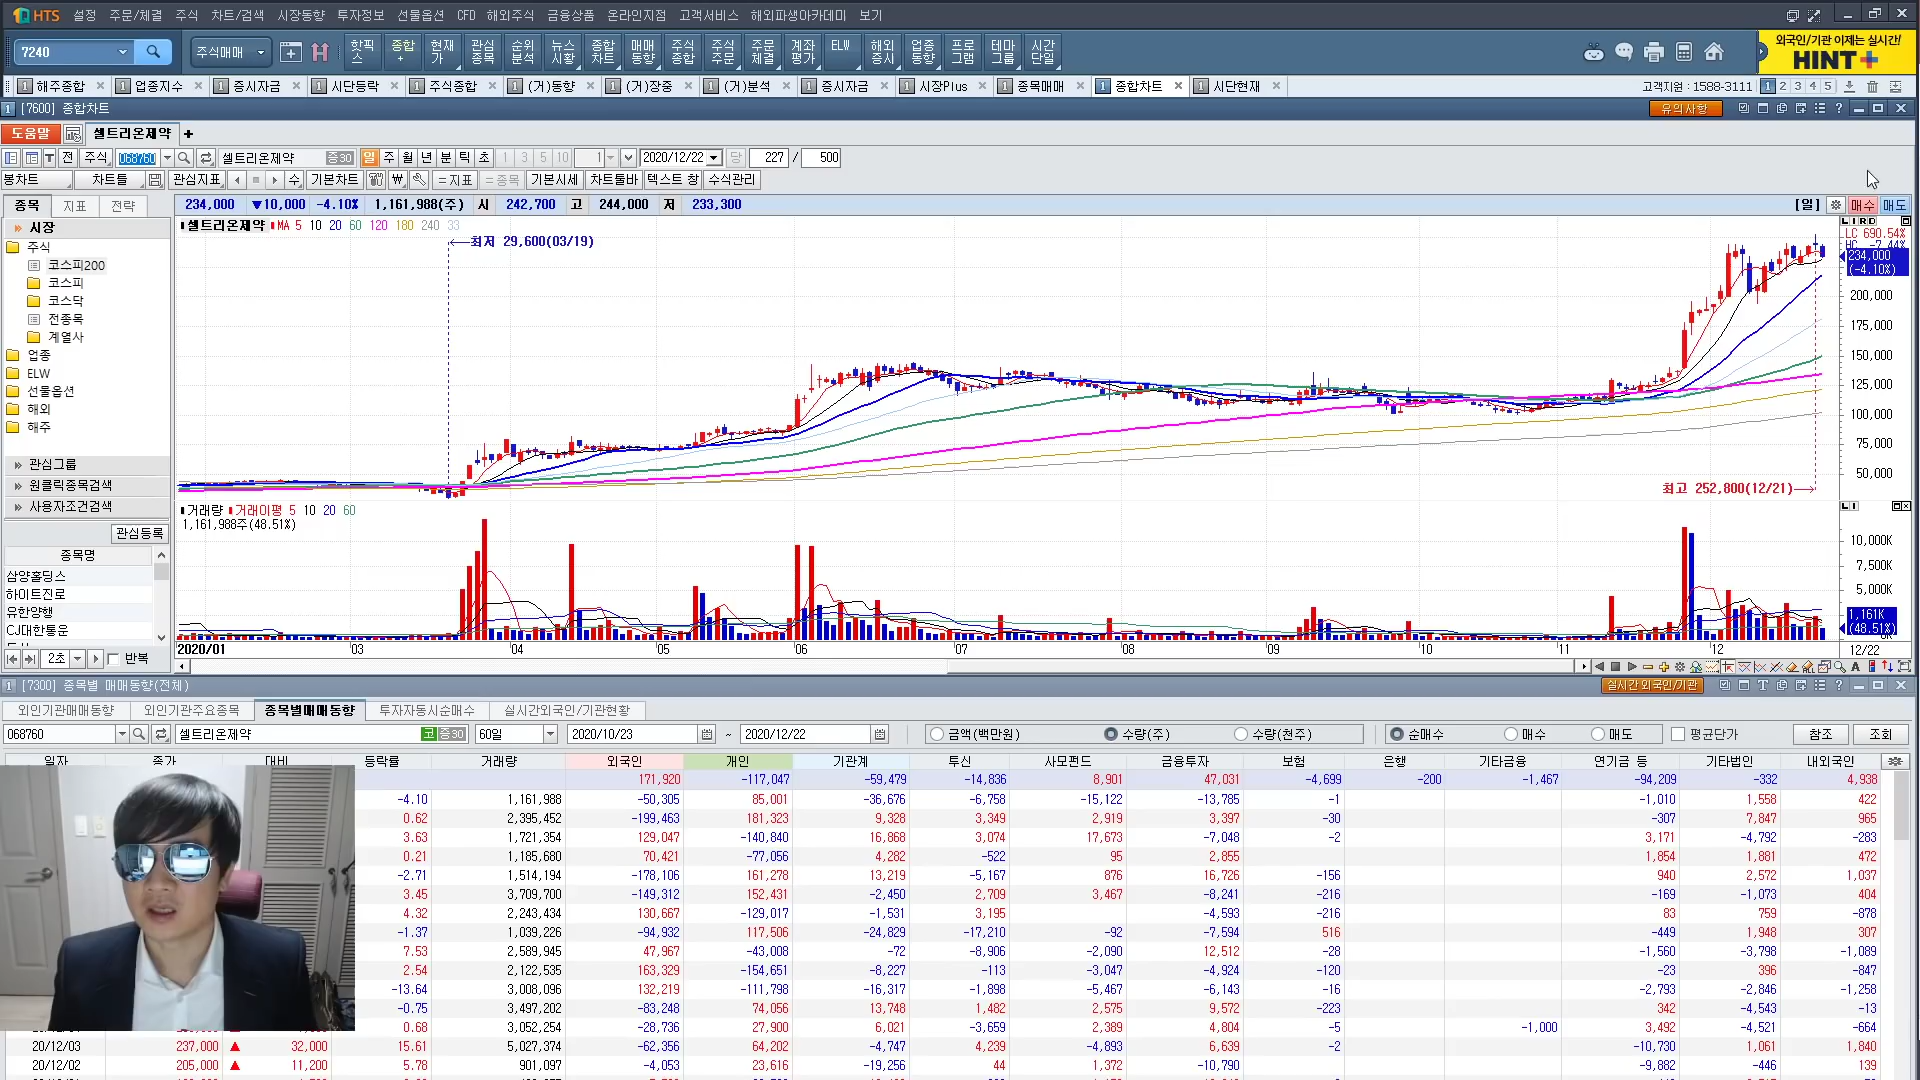 HTS 설정 주문/체결 주식 차트/검색 시장동향 투자정보 선물옵션 CFD 해외주식 금융상품 온라인지점 고객서비스 해외파생아카데미 보기
7240 주식매매 핫픽스 종합+ 현재가 관심종목 순위분석 뉴스시황 종합차트 매매동향 주식종합 주식주문 주문체결 계좌평가 ELW 해외증시 업종동향 프로그램 테마그룹 시간단일
외국인/기관 이제는 실시간!
HINT+
1 해주종합 1 업종지수 1 증시자금 1 시단등락 1 주식종합 1 (거)동향 1 (거)장중 1 (거)분석 1 증시자금 1 시장Plus 1 종목매매 1 종합차트 1 시단현재
고객지원 : 1588-3111 1 2 3 4 5
1 [7600] 종합차트 유의사항
도움말 셀트리온제약 +
전 주식 068760 셀트리온제약 증30 일 주 월 년 분 틱 초 1 3 5 10 1 2020/12/22 당 227 / 500
봉차트 차트틀 관심지표 수 기본차트 ₩ =지표 =종목 기본시세 차트툴바 텍스트 창 수식관리
종목 지표 전략
234,000 ▼10,000 -4.10% 1,161,988(주) 시 242,700 고 244,000 저 233,300 [일] 매수 매도
시장
주식
코스피200
코스피
코스닥
전종목
계열사
업종
ELW
선물옵션
해외
해주
관심그룹
원클릭종목검색
사용자조건검색
관심등록
종목명
삼양홀딩스
하이트진로
유한양행
CJ대한통운
2초 반복
셀트리온제약 MA 5 10 20 60 120 180 240 33
최저 29,600(03/19)
L I R D
LC 690.54%
HC -7.44%
234,000
(-4.10%)
200,000
175,000
150,000
125,000
100,000
75,000
50,000
최고 252,800(12/21)
거래량 거래이평 5 10 20 60
1,161,988주(48.51%)
L I
10,000K
7,500K
5,000K
1,161K
(48.51%)
2020/01 03 04 05 06 07 08 09 10 11 12 12/22
1 [7300] 종목별 매매동향(전체) 실시간 외국인/기관
외인기관매매동향 외인기관주요종목 종목별매매동향 투자자동시순매수 실시간외국인/기관현황
068760 셀트리온제약 코 증30 60일 2020/10/23 ~ 2020/12/22 금액(백만원) 수량(주) 수량(천주) 순매수 매수 매도 평균단가 참조 조회
일자 종가 대비 등락률 거래량 외국인 개인 기관계 투신 사모펀드 금융투자 보험 은행 기타금융 연기금 등 기타법인 내외국인
171,920 -117,047 -59,479 -14,836 8,901 47,031 -4,699 -200 -1,467 -94,209 -332 4,938
-4.10 1,161,988 -50,305 85,001 -36,676 -6,758 -15,122 -13,785 -1 -1,010 1,558 422
0.62 2,395,452 -199,463 181,323 9,328 3,349 2,919 3,397 -30 -307 7,847 965
3.63 1,721,354 129,047 -140,840 16,868 3,074 17,673 -7,048 -2 3,171 -4,792 -283
0.21 1,185,680 70,421 -77,056 4,282 -522 95 2,855 1,854 1,881 472
-2.71 1,514,194 -178,106 161,278 13,219 -5,167 876 16,726 -156 940 2,572 1,037
3.45 3,709,700 -149,312 152,431 -2,450 2,709 3,467 -8,241 -216 -169 -1,073 404
4.32 2,243,434 130,667 -129,017 -1,531 3,195 -4,593 -216 83 759 -878
-1.37 1,039,226 -94,932 117,506 -24,829 -17,210 -92 -7,594 516 -449 1,948 307
7.53 2,589,945 47,967 -43,008 -72 -8,906 -2,090 12,512 -28 -1,560 -3,798 -1,089
2.54 2,122,535 163,329 -154,651 -8,227 -113 -3,047 -4,924 -120 -23 396 -847
-13.64 3,008,096 132,219 -111,798 -16,317 -1,898 -5,467 -6,143 -16 -2,793 -2,846 -1,258
-0.75 3,497,202 -83,248 74,056 13,748 1,482 2,575 9,572 -223 342 -4,543 -13
0.68 3,052,254 -28,736 27,900 6,021 -3,659 2,389 4,804 -5 -1,000 3,492 -4,521 -664
20/12/03 237,000 ▲ 32,000 15.61 5,027,374 -62,356 64,202 -4,747 4,239 -4,893 6,639 -2 -10,730 1,061 1,840
20/12/02 205,000 ▲ 11,200 5.78 901,097 -4,053 23,616 -19,256 44 1,372 -10,790 -9,882 -446 139